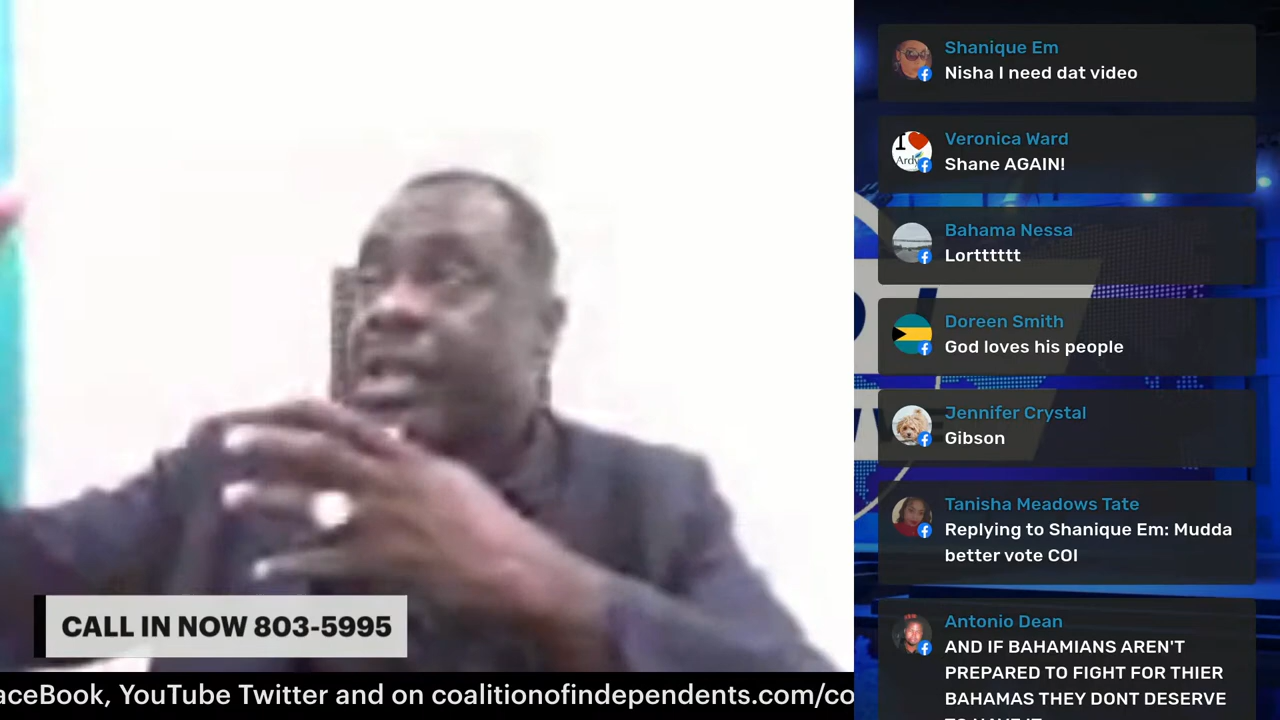 Shanique Em
Nisha I need dat video
Veronica Ward
Shane AGAIN!
Bahama Nessa
Lortttttt
Doreen Smith
God loves his people
Jennifer Crystal
Gibson
Tanisha Meadows Tate
Replying to Shanique Em: Mudda
better vote COI
Antonio Dean
AND IF BAHAMIANS AREN'T
PREPARED TO FIGHT FOR THIER
BAHAMAS THEY DONT DESERVE
CALL IN NOW 803-5995
aceBook, YouTube Twitter and on coalitionofindependents.com/co